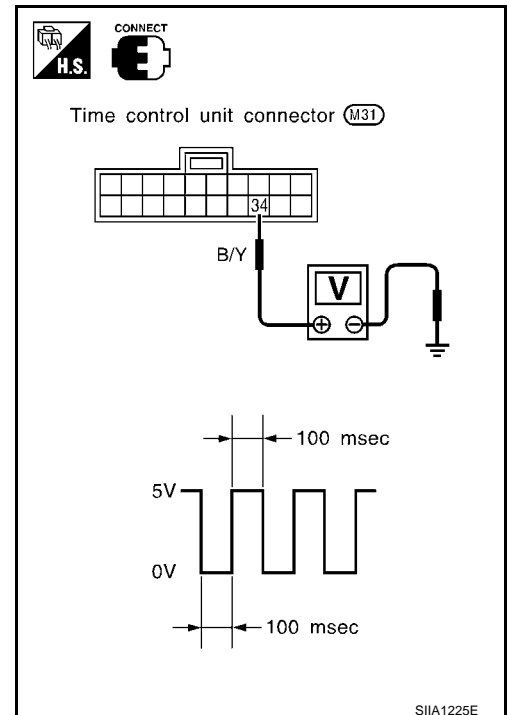 CONNECT
H.S.
Time control unit connector (M31)
34
B/Y
V
100 msec
5V
0V
100 msec
SIIA1225E